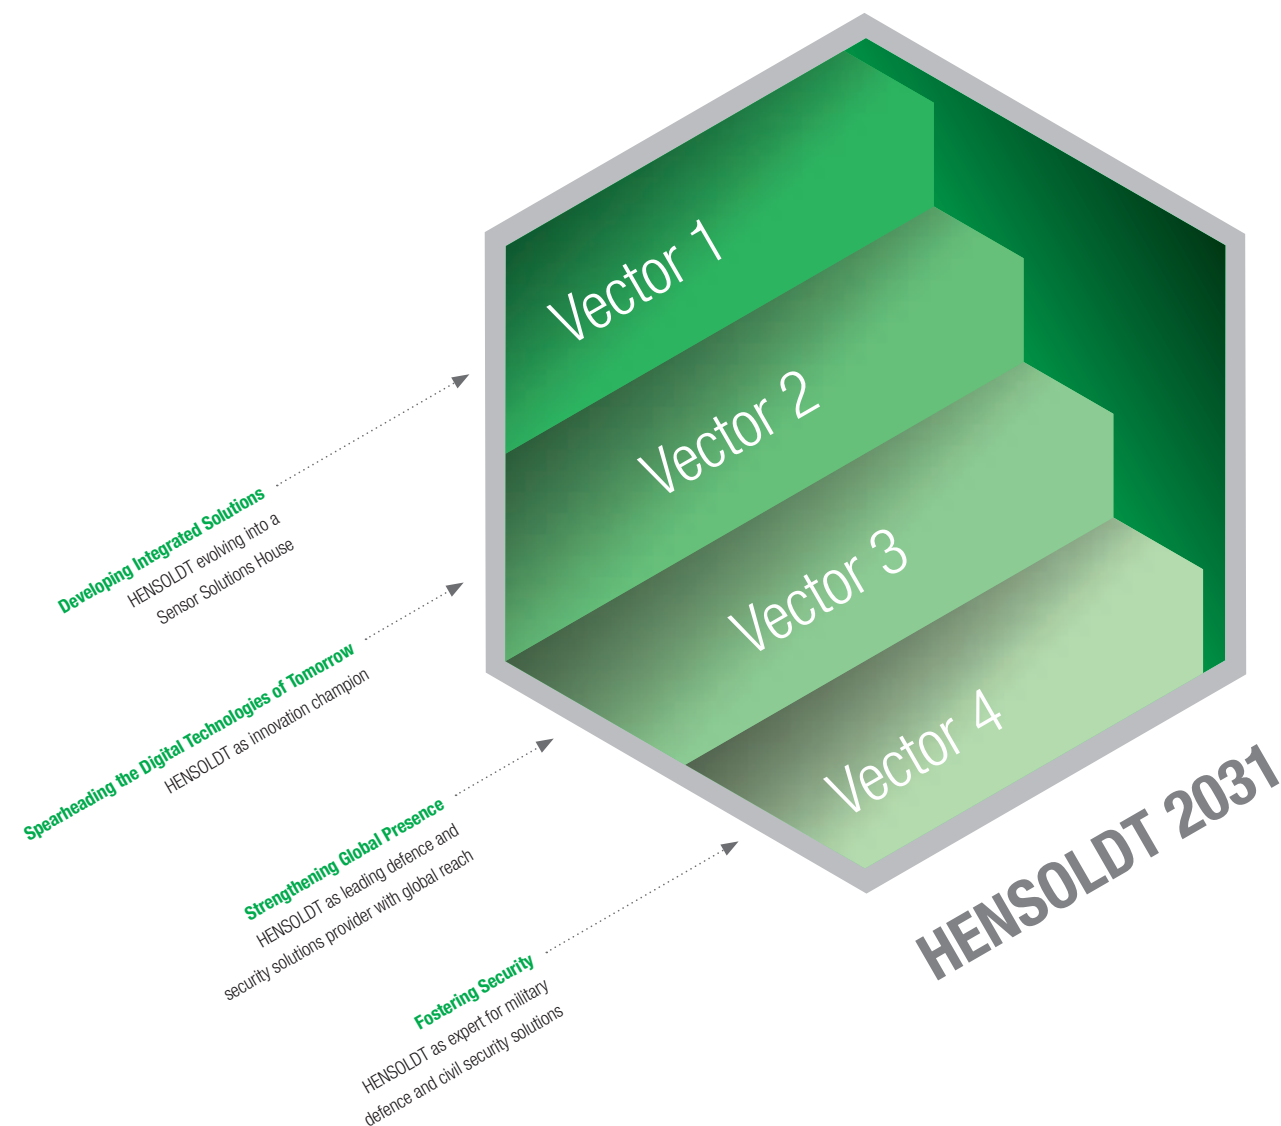 Vector 1
Vector 2
Vector 3
Vector 4
Developing Integrated Solutions
HENSOLDT evolving into a
Sensor Solutions House
Spearheading the Digital Technologies of Tomorrow
HENSOLDT as innovation champion
Strengthening Global Presence
HENSOLDT as leading defence and
security solutions provider with global reach
Fostering Security
HENSOLDT as expert for military
defence and civil security solutions
HENSOLDT 2031